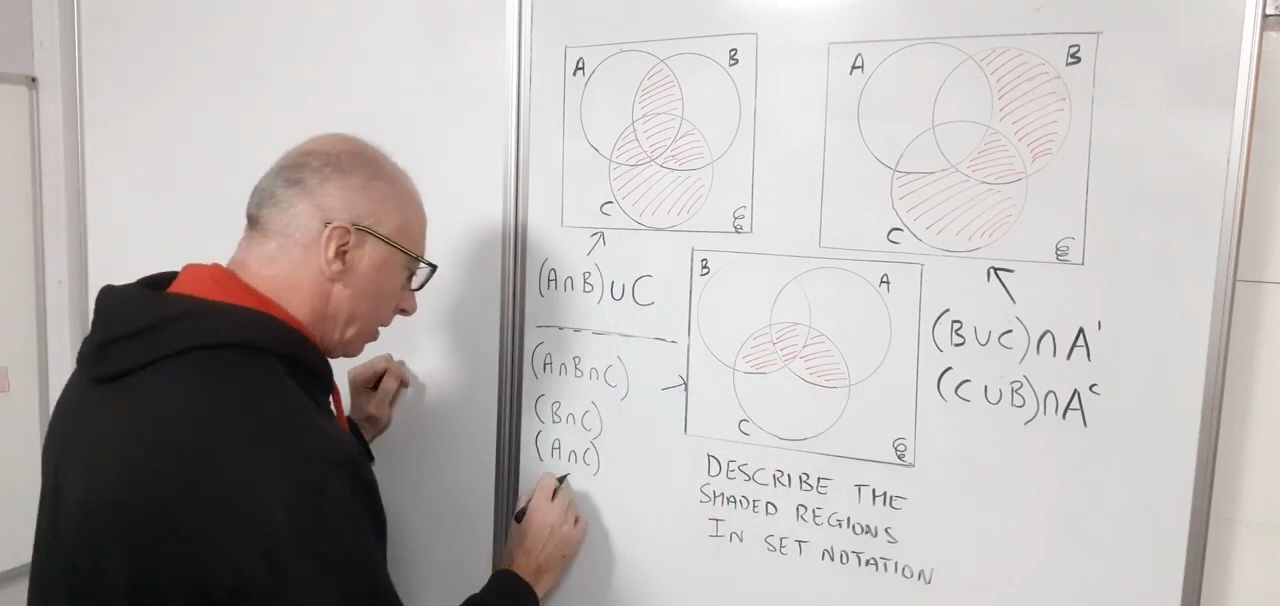 A
B
C
ℰ
(A∩B)∪C
A
B
C
ℰ
(B∪C)∩A'
(C∪B)∩Aᶜ
B
A
C
ℰ
(A∩B∩C)
(B∩C)
(A∩C)
DESCRIBE THE
SHADED REGIONS
IN SET NOTATION